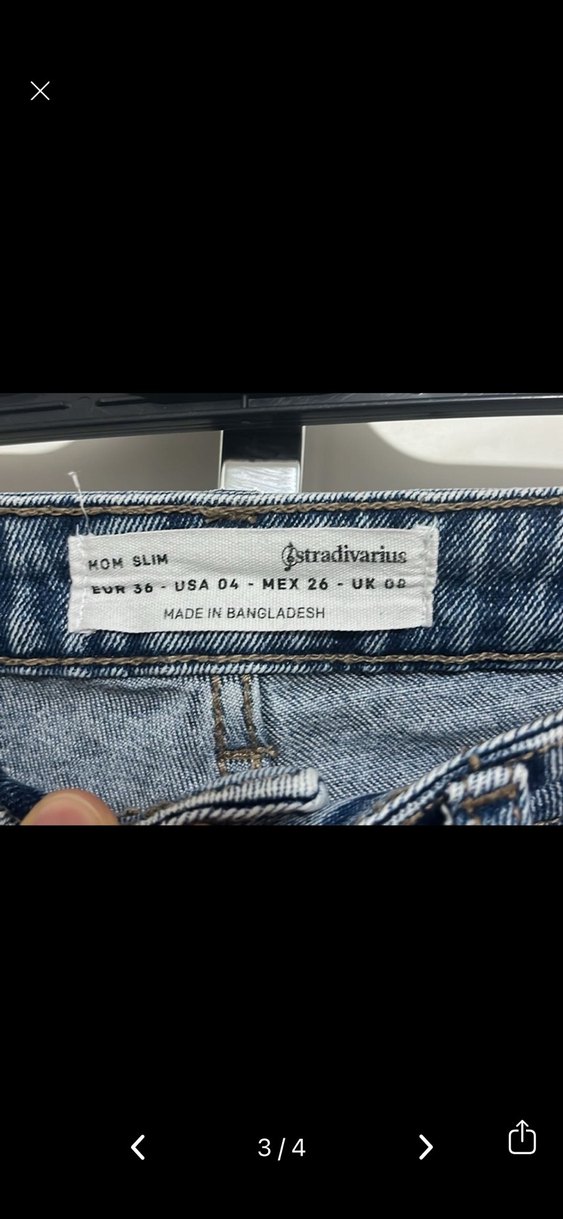 MOM SLIM stradivarius
EUR 36 - USA 04 - MEX 26 - UK 08
MADE IN BANGLADESH
3 / 4